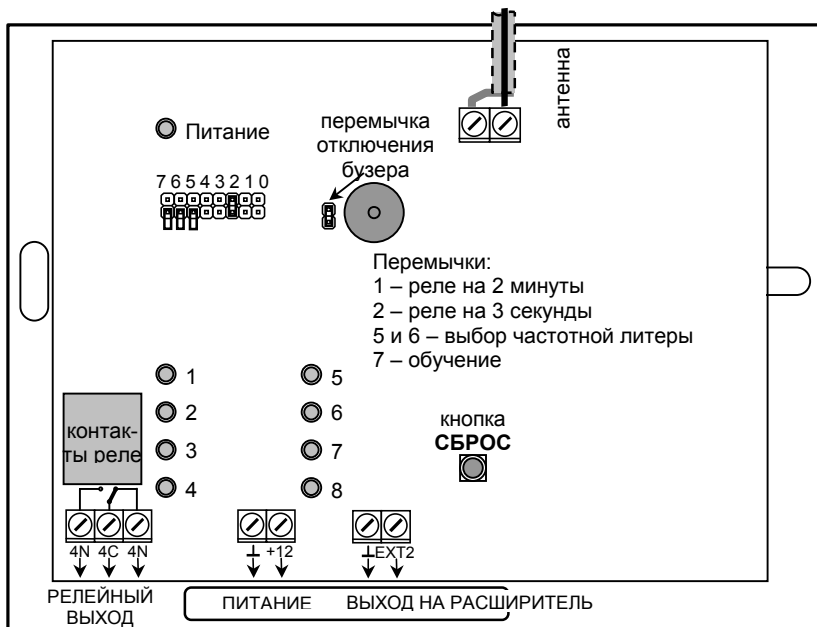 антенна
Питание
перемычка
отключения
бузера
7 6 5 4 3 2 1 0
Перемычки:
1 – реле на 2 минуты
2 – реле на 3 секунды
5 и 6 – выбор частотной литеры
7 – обучение
1
5
2
6
3
7
4
8
контак-
ты реле
кнопка
СБРОС
4N 4C 4N
+12
EXT2
РЕЛЕЙНЫЙ
ВЫХОД
ПИТАНИЕ
ВЫХОД НА РАСШИРИТЕЛЬ